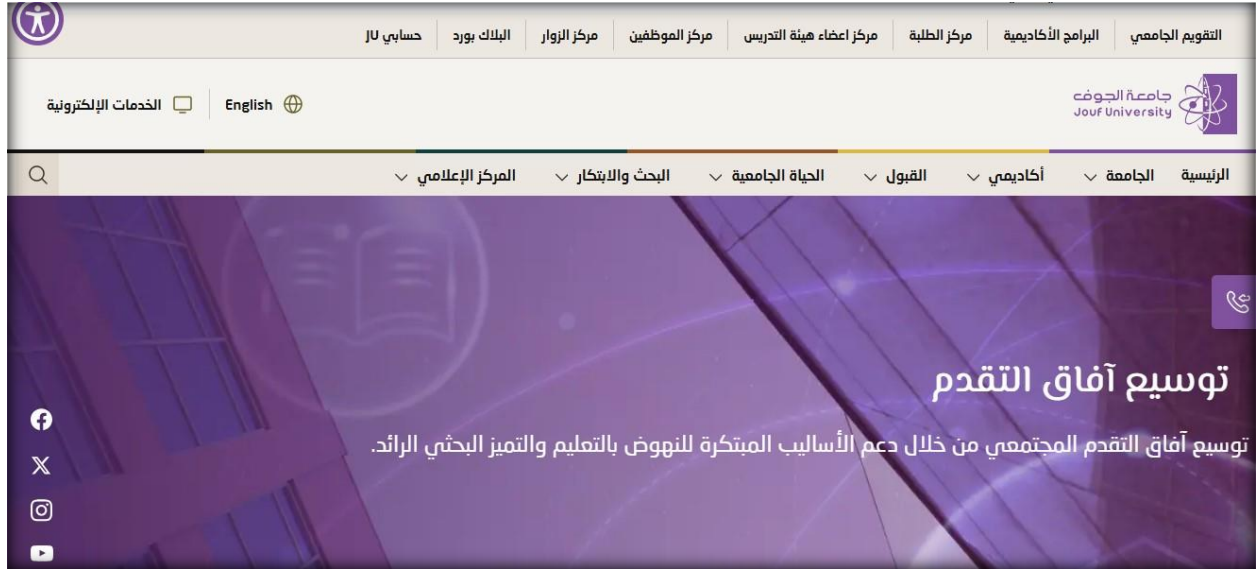 التقويم الجامعي
البرامج الأكاديمية
مركز الطلبة
مركز اعضاء هيئة التدريس
مركز الموظفين
مركز الزوار
البلاك بورد
حسابي JU
جامعة الجوف
Jouf University
English
الخدمات الإلكترونية
الرئيسية
الجامعة
أكاديمي
القبول
الحياة الجامعية
البحث والابتكار
المركز الإعلامي
توسيع آفاق التقدم
توسيع آفاق التقدم المجتمعي من خلال دعم الأساليب المبتكرة للنهوض بالتعليم والتميز البحثي الرائد.